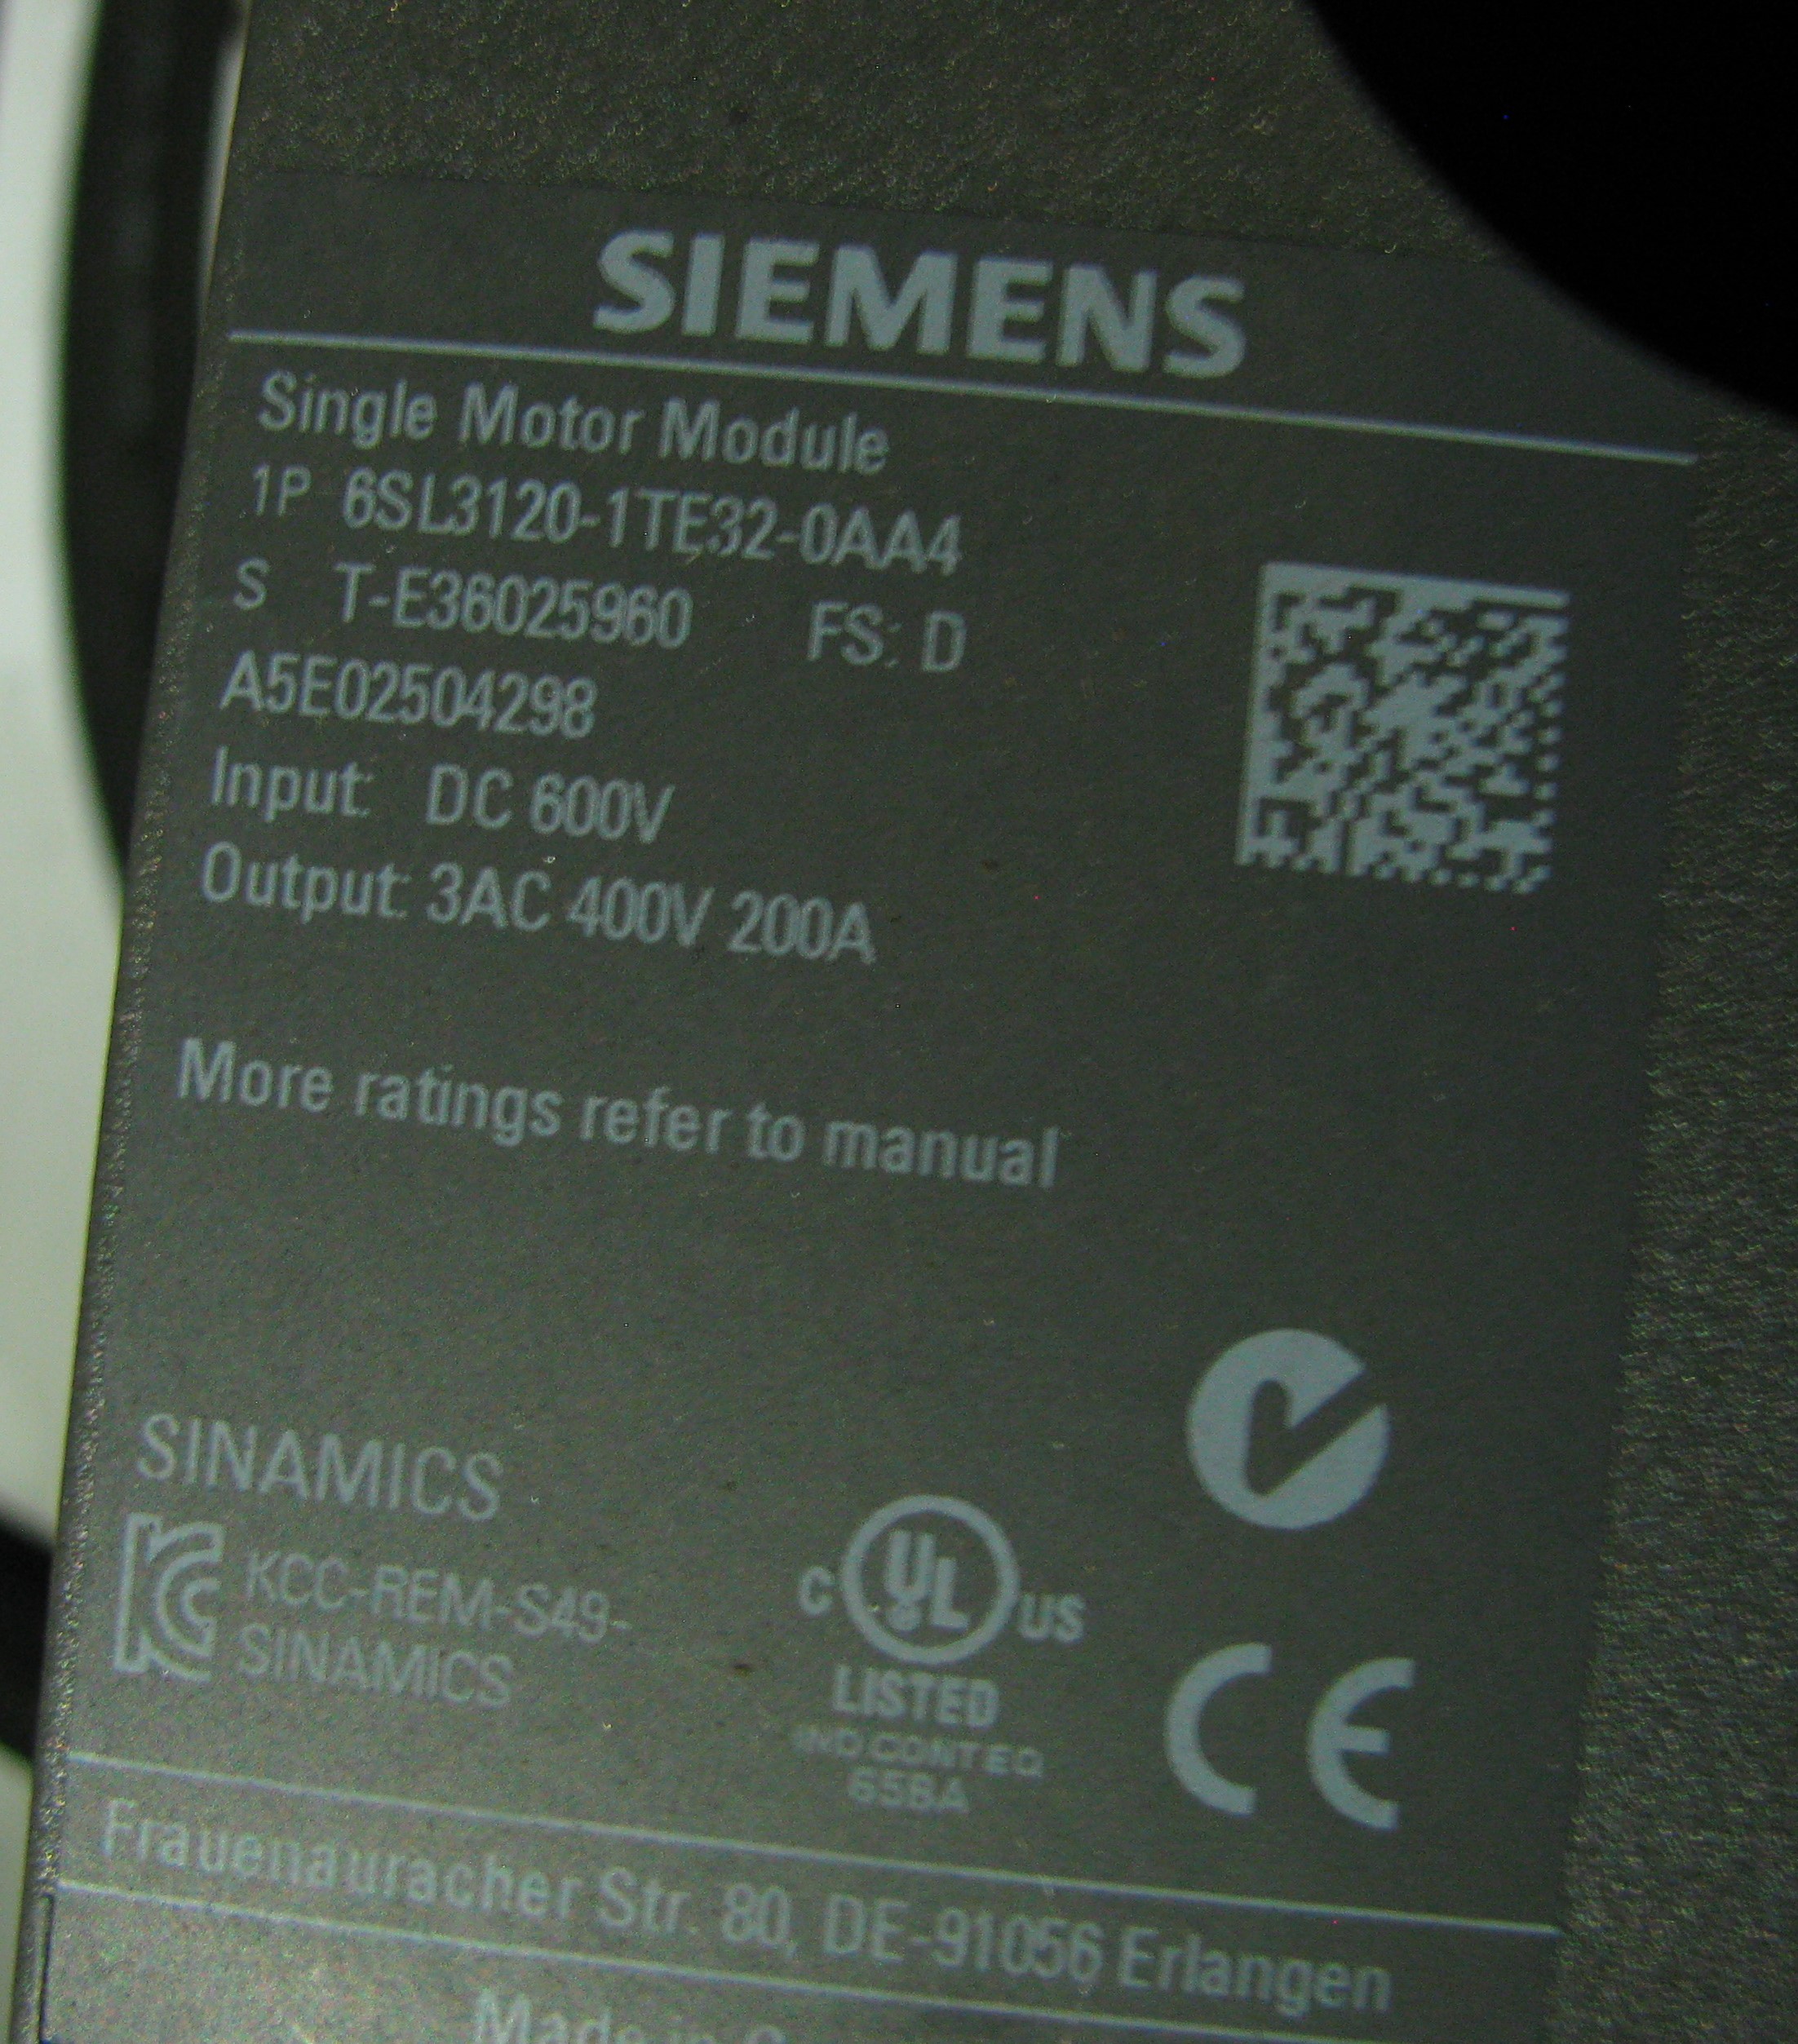 SIEMENS
Single Motor Module
1P 6SL3120-1TE32-0AA4
S T-E36025960 FS: D
A5E02504298
Input: DC 600V
Output: 3AC 400V 200A
More ratings refer to manual
SINAMICS
KCC-REM-S49-
SINAMICS
C UL US
LISTED
IND.CONT.EQ
65BA
CE
Frauenauracher Str. 80, DE-91056 Erlangen
Made in